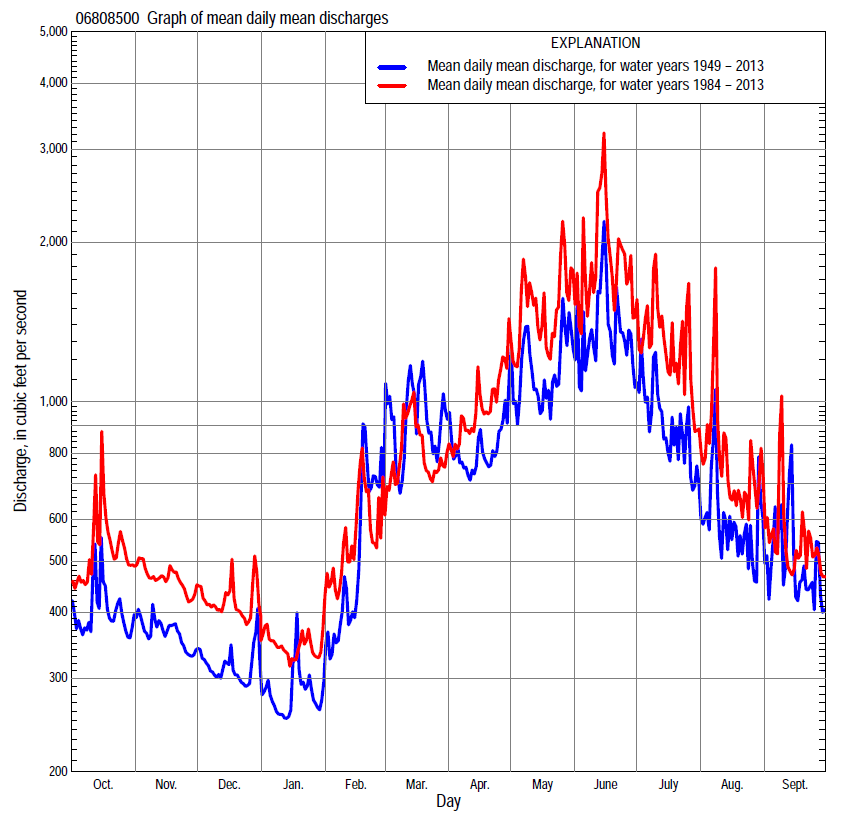 06808500 Graph of mean daily mean discharges
EXPLANATION
Mean daily mean discharge, for water years 1949 – 2013
Mean daily mean discharge, for water years 1984 – 2013
Discharge, in cubic feet per second
5,000
4,000
3,000
2,000
1,000
800
600
500
400
300
200
Oct. Nov. Dec. Jan. Feb. Mar. Apr. May June July Aug. Sept.
Day